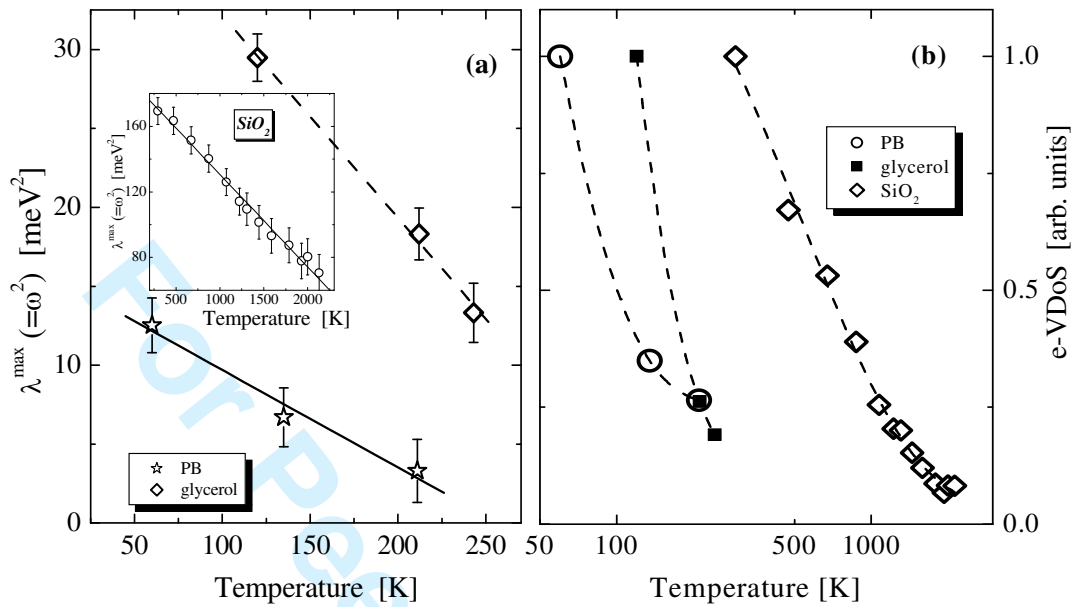 (a)
30
20
10
0
λ^max (=ω²) [meV²]
50
100
150
200
250
Temperature [K]
PB
glycerol
SiO₂
160
120
80
λ^max (=ω²) [meV²]
500
1000
1500
2000
Temperature [K]
(b)
PB
glycerol
SiO₂
1.0
0.5
0.0
e-VDoS [arb. units]
50
100
500
1000
Temperature [K]
For Pee